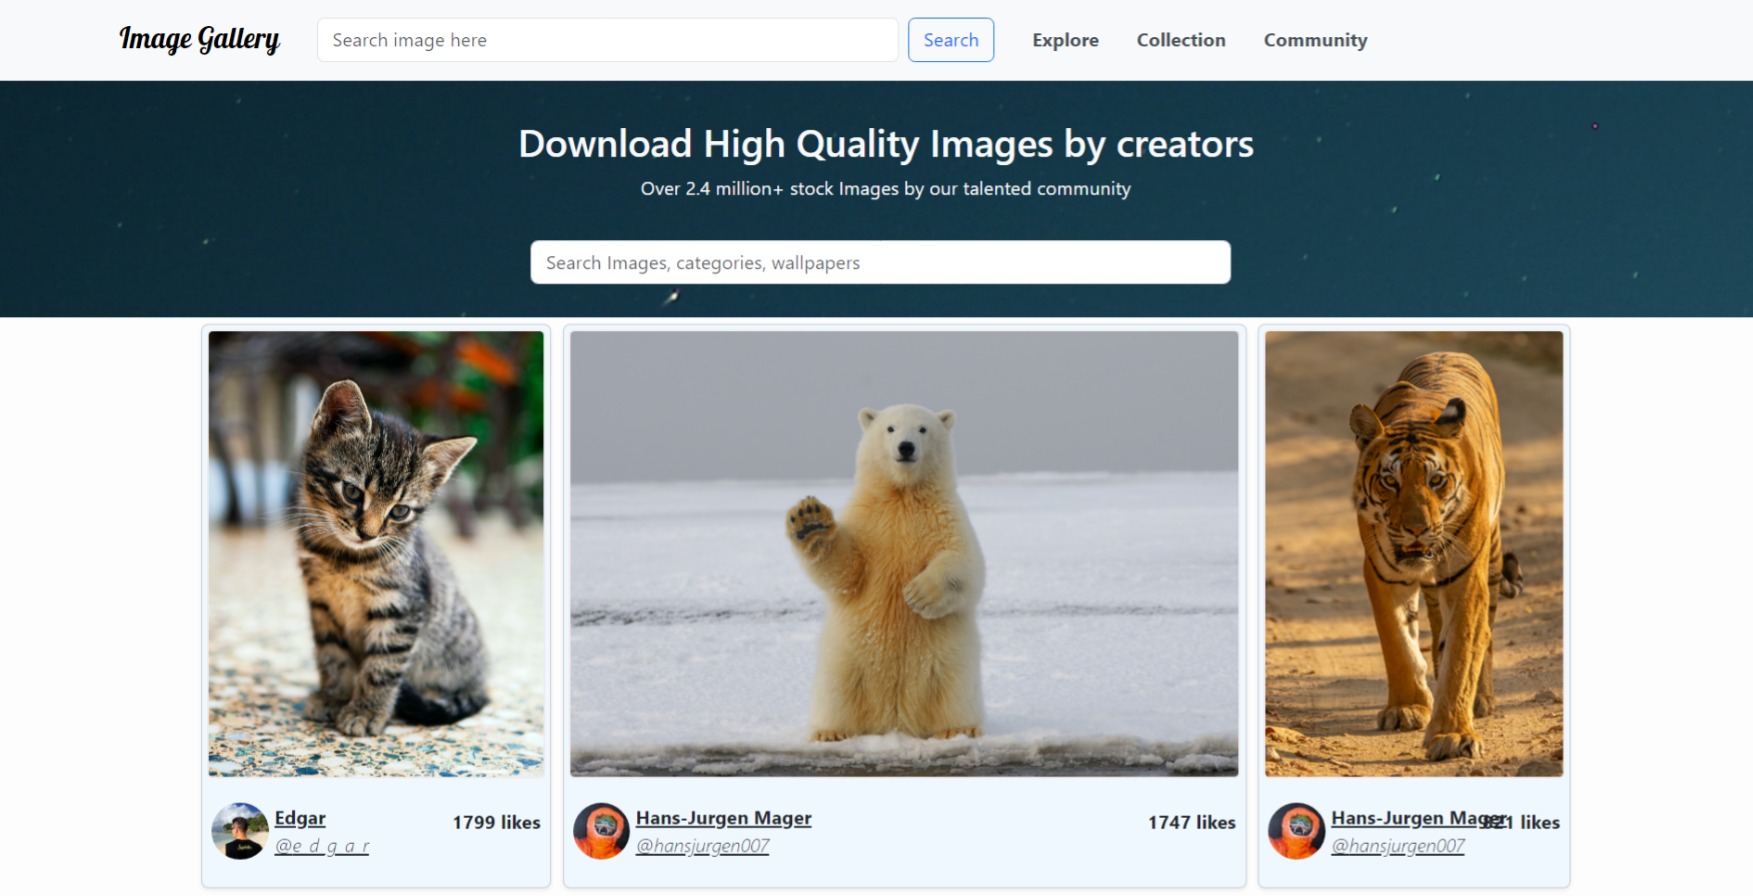 Image Gallery
Search image here
Search
Explore
Collection
Community
Download High Quality Images by creators
Over 2.4 million+ stock Images by our talented community
Search Images, categories, wallpapers
Edgar
1799 likes
@e_d_g_a_r
Hans-Jurgen Mager
1747 likes
@hansjurgen007
Hans-Jurgen Mager
821 likes
@hansjurgen007